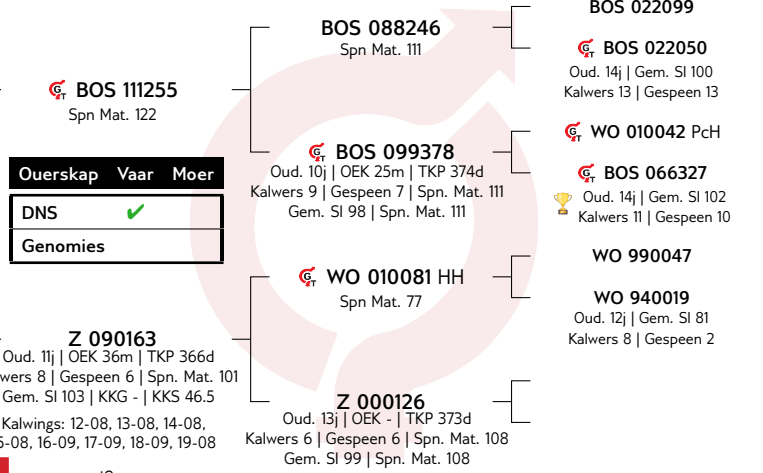 BOS 022099
BOS 088246
Spn Mat. 111
BOS 022050
Oud. 14j | Gem. SI 100
Kalwers 13 | Gespeen 13
BOS 111255
Spn Mat. 122
WO 010042 PcH
BOS 099378
Oud. 10j | OEK 25m | TKP 374d
Kalwers 9 | Gespeen 7 | Spn. Mat. 111
Gem. SI 98 | Spn. Mat. 111
BOS 066327
Oud. 14j | Gem. SI 102
Kalwers 11 | Gespeen 10
Ouerskap Vaar Moer
DNS ✔
Genomies
WO 990047
WO 010081 HH
Spn Mat. 77
WO 940019
Oud. 12j | Gem. SI 81
Kalwers 8 | Gespeen 2
Z 090163
Oud. 11j | OEK 36m | TKP 366d
wers 8 | Gespeen 6 | Spn. Mat. 101
Gem. SI 103 | KKG - | KKS 46.5
Kalwings: 12-08, 13-08, 14-08,
5-08, 16-09, 17-09, 18-09, 19-08
Z 000126
Oud. 13j | OEK - | TKP 373d
Kalwers 6 | Gespeen 6 | Spn. Mat. 108
Gem. SI 99 | Spn. Mat. 108